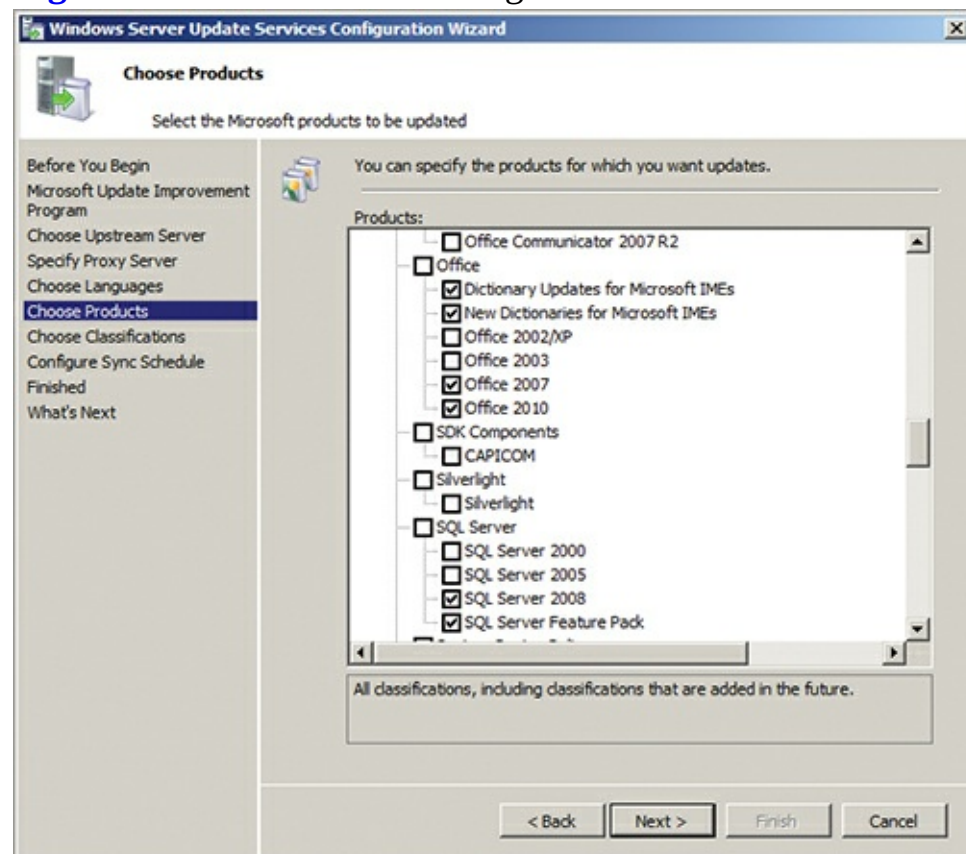 Windows Server Update Services Configuration Wizard
Choose Products
Select the Microsoft products to be updated
Before You Begin
Microsoft Update Improvement
Program
Choose Upstream Server
Specify Proxy Server
Choose Languages
Choose Products
Choose Classifications
Configure Sync Schedule
Finished
What's Next
You can specify the products for which you want updates.
Products:
Office Communicator 2007 R2
Office
Dictionary Updates for Microsoft IMEs
New Dictionaries for Microsoft IMEs
Office 2002/XP
Office 2003
Office 2007
Office 2010
SDK Components
CAPICOM
Silverlight
Silverlight
SQL Server
SQL Server 2000
SQL Server 2005
SQL Server 2008
SQL Server Feature Pack
All classifications, including classifications that are added in the future.
< Back
Next >
Finish
Cancel